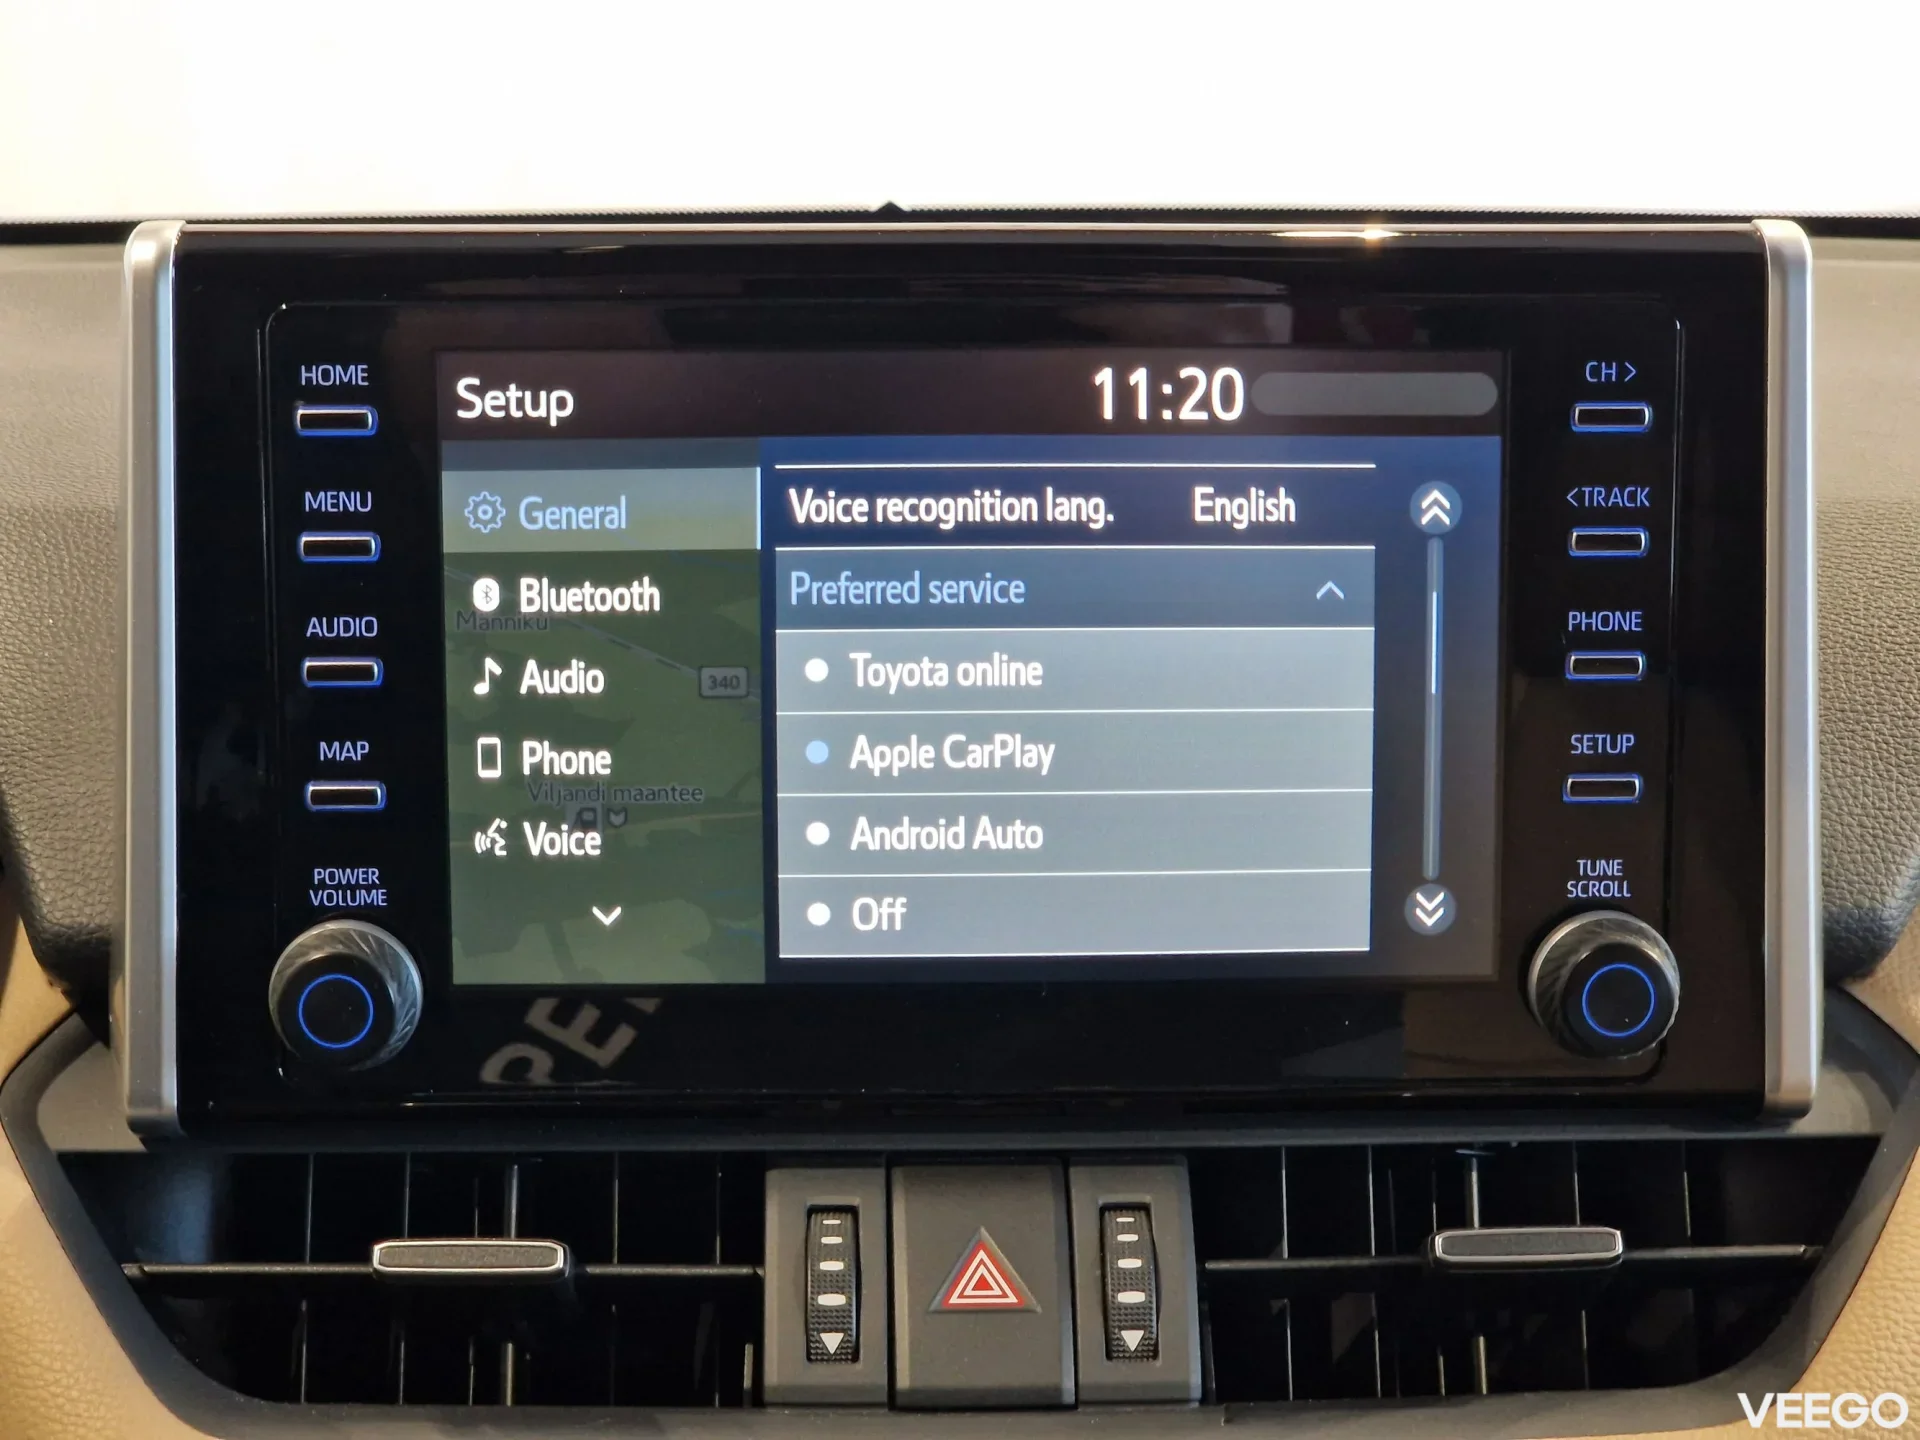 HOME
MENU
AUDIO
MAP
POWER
VOLUME
Setup
11:20
General
Bluetooth
Männiku
Audio
340
Phone
Viljandi maantee
Voice
Voice recognition lang. English
Preferred service
Toyota online
Apple CarPlay
Android Auto
Off
CH >
<TRACK
PHONE
SETUP
TUNE
SCROLL
VEEGO